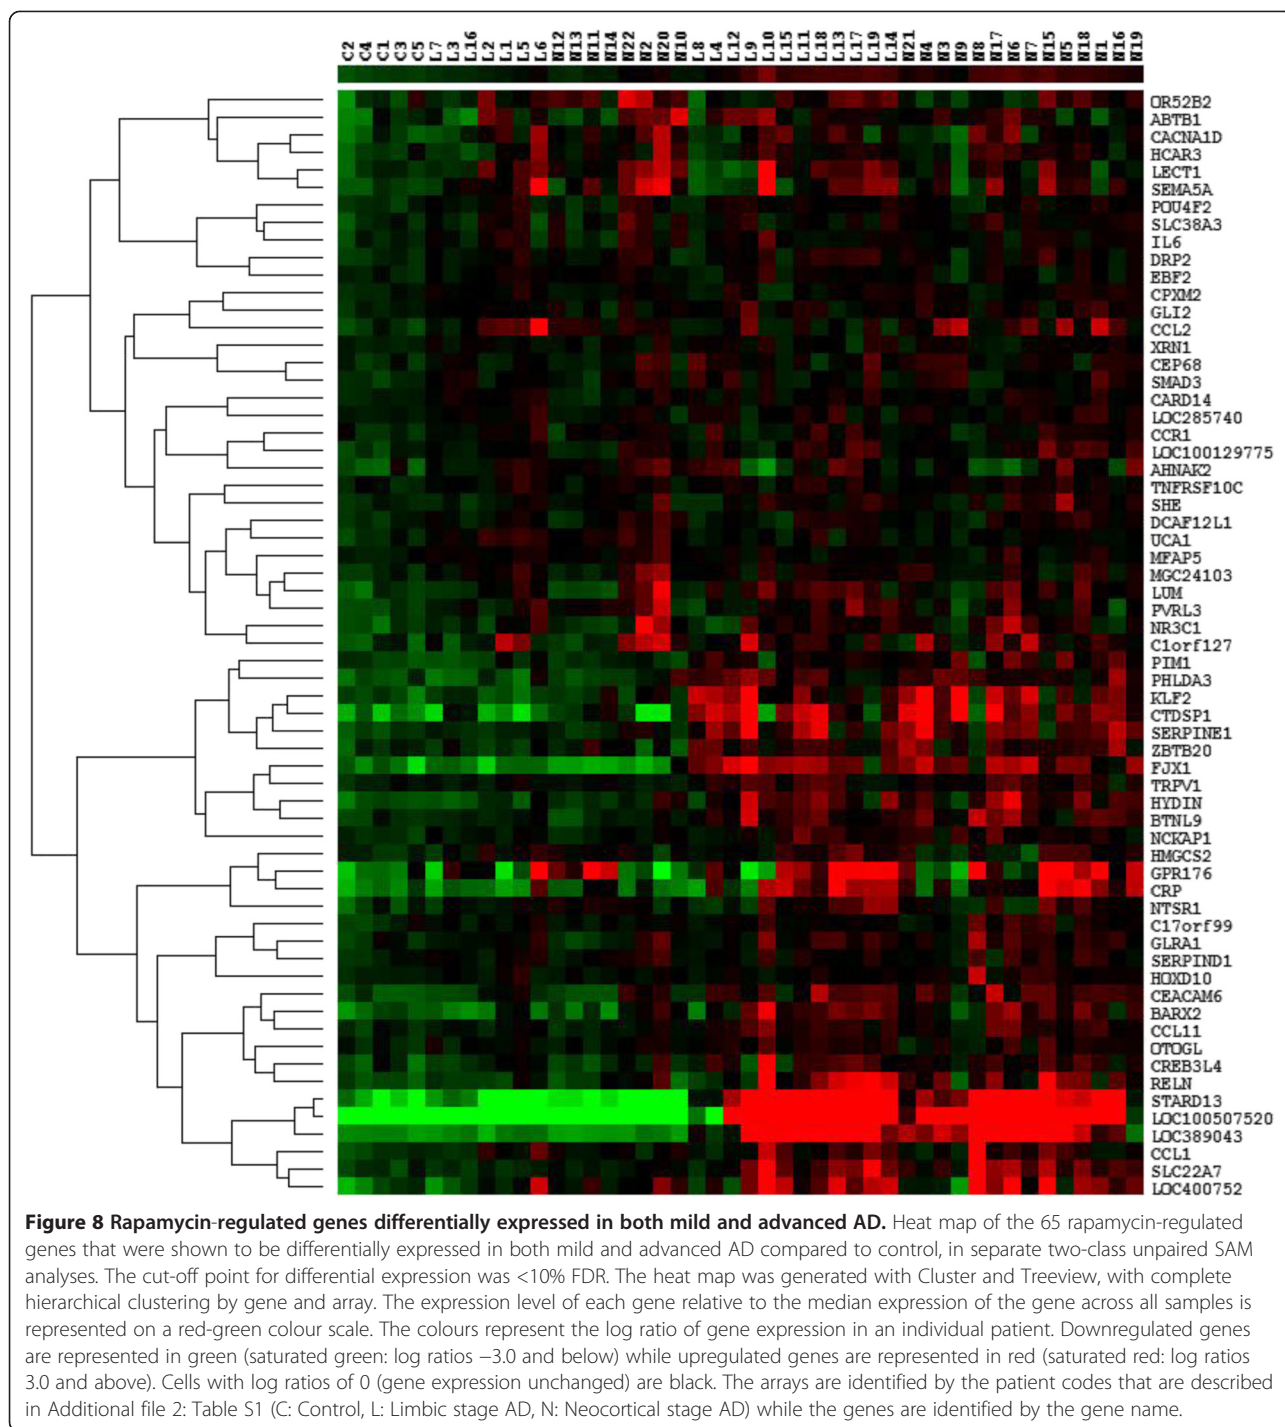 C2 C4 C1 C3 C5 L7 L3 L16 L2 L1 L5 L6 N12 N13 N11 N14 N22 N2 N20 N10 L8 L4 L12 L9 L10 L15 L11 L18 L13 L17 L19 L14 N21 N4 N3 N9 N8 N17 N6 N7 N15 N5 N18 N1 N16 N19
OR52B2
ABTB1
CACNA1D
HCAR3
LECT1
SEMA5A
POU4F2
SLC38A3
IL6
DRP2
EBF2
CPXM2
GLI2
CCL2
XRN1
CEP68
SMAD3
CARD14
LOC285740
CCR1
LOC100129775
AHNAK2
TNFRSF10C
SHE
DCAF12L1
UCA1
MFAP5
MGC24103
LUM
PVRL3
NR3C1
C1orf127
PIM1
PHLDA3
KLF2
CTDSP1
SERPINE1
ZBTB20
FJX1
TRPV1
HYDIN
BTNL9
NCKAP1
HMGCS2
GPR176
CRP
NTSR1
C17orf99
GLRA1
SERPIND1
HOXD10
CEACAM6
BARX2
CCL11
OTOGL
CREB3L4
RELN
STARD13
LOC100507520
LOC389043
CCL1
SLC22A7
LOC400752
Figure 8 Rapamycin-regulated genes differentially expressed in both mild and advanced AD. Heat map of the 65 rapamycin-regulated
genes that were shown to be differentially expressed in both mild and advanced AD compared to control, in separate two-class unpaired SAM
analyses. The cut-off point for differential expression was <10% FDR. The heat map was generated with Cluster and Treeview, with complete
hierarchical clustering by gene and array. The expression level of each gene relative to the median expression of the gene across all samples is
represented on a red-green colour scale. The colours represent the log ratio of gene expression in an individual patient. Downregulated genes
are represented in green (saturated green: log ratios −3.0 and below) while upregulated genes are represented in red (saturated red: log ratios
3.0 and above). Cells with log ratios of 0 (gene expression unchanged) are black. The arrays are identified by the patient codes that are described
in Additional file 2: Table S1 (C: Control, L: Limbic stage AD, N: Neocortical stage AD) while the genes are identified by the gene name.